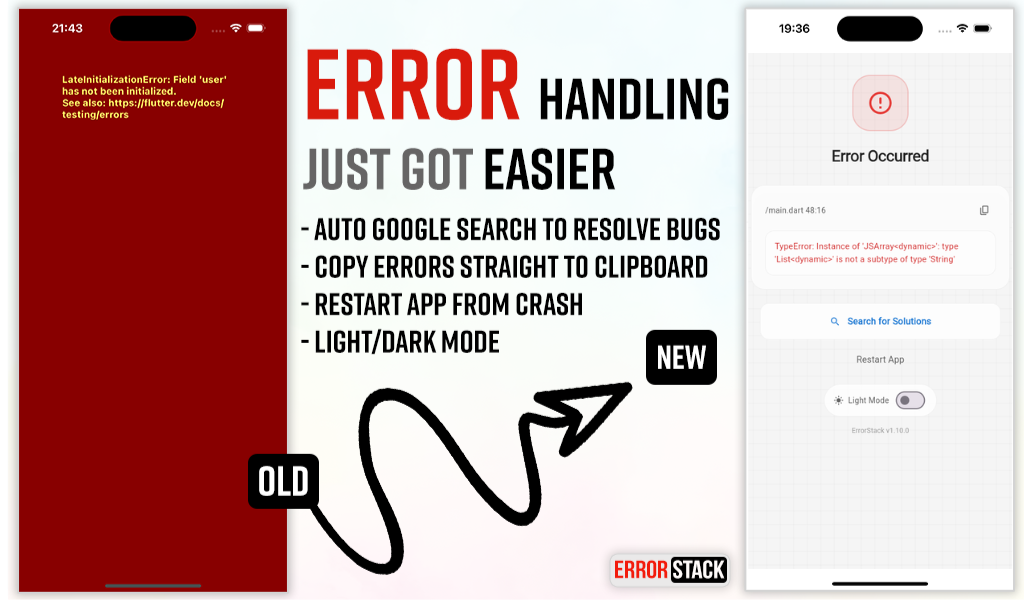 21:43
LateInitializationError: Field 'user'
has not been initialized.
See also: https://flutter.dev/docs/
testing/errors
ERROR HANDLING
JUST GOT EASIER
- AUTO GOOGLE SEARCH TO RESOLVE BUGS
- COPY ERRORS STRAIGHT TO CLIPBOARD
- RESTART APP FROM CRASH
- LIGHT/DARK MODE
OLD
NEW
ERROR STACK
19:36
Error Occurred
/main.dart 48:16
TypeError: Instance of 'JSArray<dynamic>': type
'List<dynamic>' is not a subtype of type 'String'
Search for Solutions
Restart App
Light Mode
ErrorStack v1.10.0